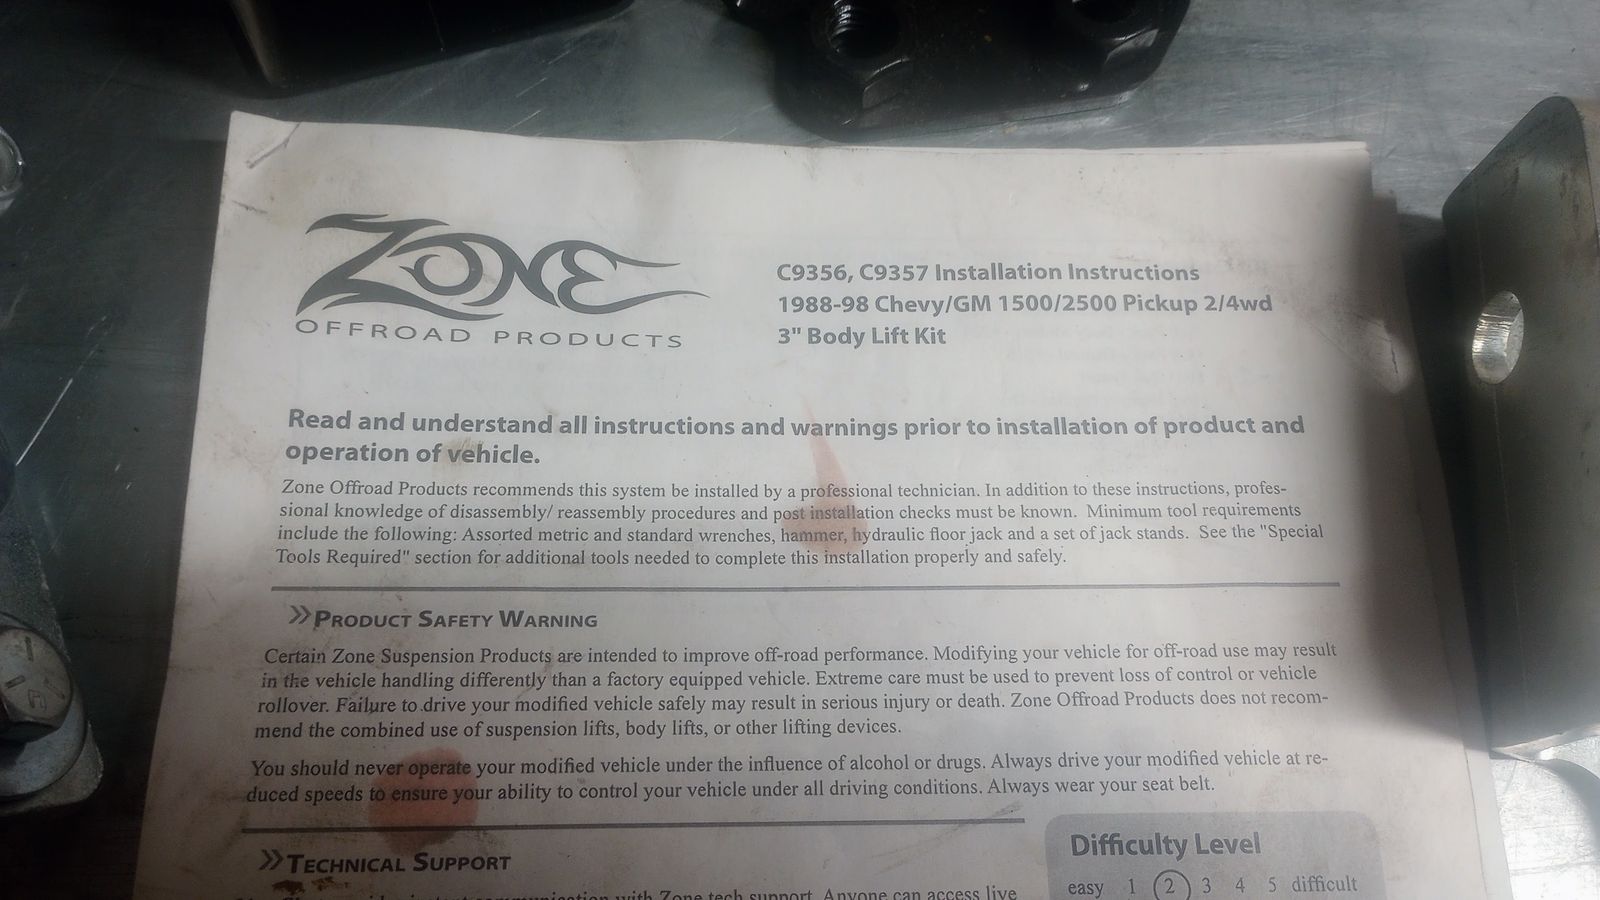 ZONE
OFFROAD PRODUCTS
C9356, C9357 Installation Instructions
1988-98 Chevy/GM 1500/2500 Pickup 2/4wd
3" Body Lift Kit
Read and understand all instructions and warnings prior to installation of product and
operation of vehicle.
Zone Offroad Products recommends this system be installed by a professional technician. In addition to these instructions, profes-
sional knowledge of disassembly/ reassembly procedures and post installation checks must be known. Minimum tool requirements
include the following: Assorted metric and standard wrenches, hammer, hydraulic floor jack and a set of jack stands. See the "Special
Tools Required" section for additional tools needed to complete this installation properly and safely.
»Product Safety Warning
Certain Zone Suspension Products are intended to improve off-road performance. Modifying your vehicle for off-road use may result
in the vehicle handling differently than a factory equipped vehicle. Extreme care must be used to prevent loss of control or vehicle
rollover. Failure to drive your modified vehicle safely may result in serious injury or death. Zone Offroad Products does not recom-
mend the combined use of suspension lifts, body lifts, or other lifting devices.
You should never operate your modified vehicle under the influence of alcohol or drugs. Always drive your modified vehicle at re-
duced speeds to ensure your ability to control your vehicle under all driving conditions. Always wear your seat belt.
»Technical Support
Difficulty Level
easy 1 2 3 4 5 difficult
with Zone tech support. Anyone can access live